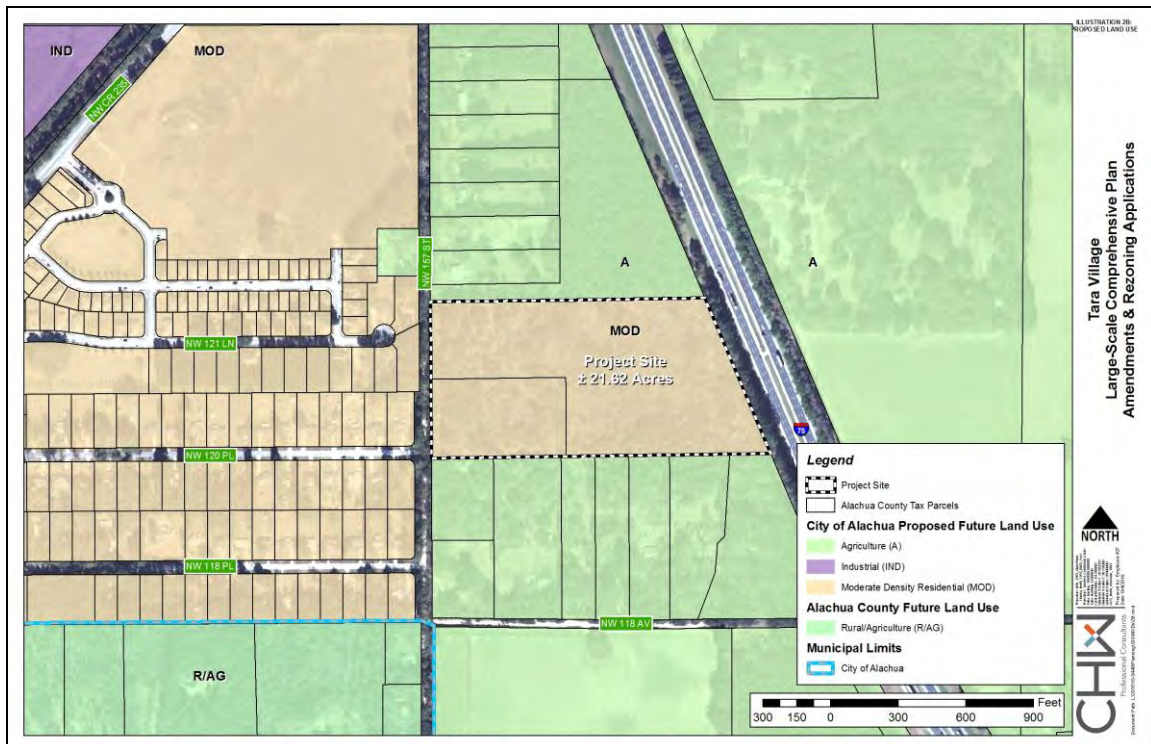 ILLUSTRATION 2B:
PROPOSED LAND USE
IND
MOD
NW CR 235
NW 157 ST
A
A
MOD
Project Site
± 21.62 Acres
NW 121 LN
NW 120 PL
NW 118 PL
NW 118 AV
R/AG
75
Tara Village
Large-Scale Comprehensive Plan
Amendments & Rezoning Applications
Legend
Project Site
Alachua County Tax Parcels
City of Alachua Proposed Future Land Use
Agriculture (A)
Industrial (IND)
Moderate Density Residential (MOD)
Alachua County Future Land Use
Rural/Agriculture (R/AG)
Municipal Limits
City of Alachua
Feet
300 150 0 300 600 900
NORTH
CHW
Professional Consultants